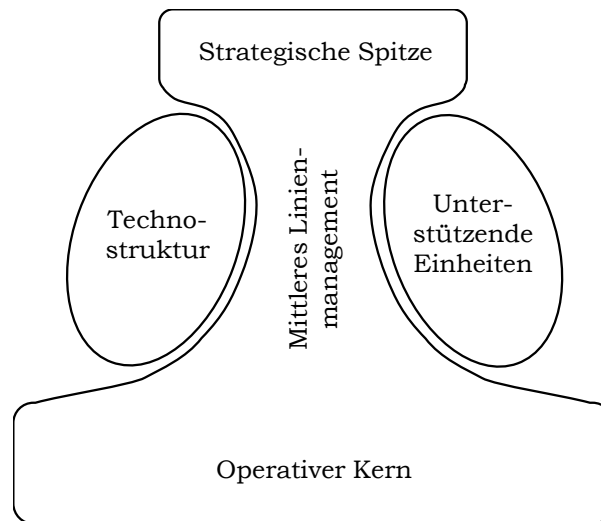 Strategische Spitze
Techno-
struktur
Mittleres Linien-
management
Unter-
stützende
Einheiten
Operativer Kern